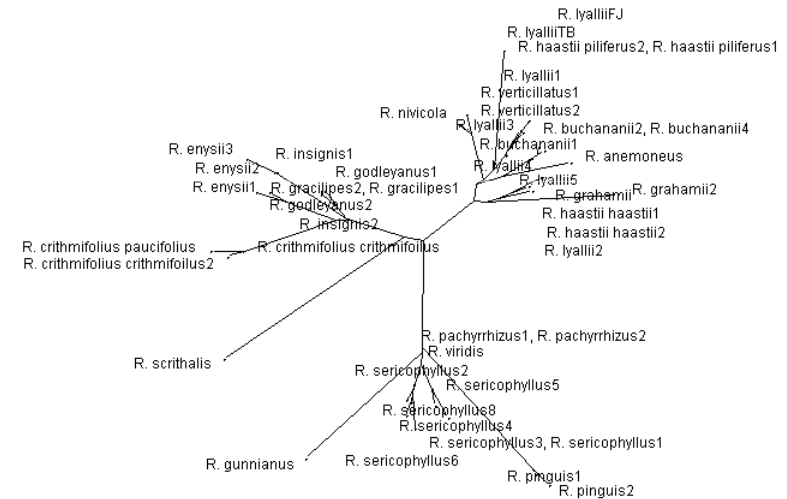 R. lyalliiFJ
R. lyalliiTB
R. haastii piliferus2, R. haastii piliferus1
R. lyallii1
R. verticillatus1
R. verticillatus2
R. nivicola
R. lyallii3
R. buchananii2, R. buchananii4
R. buchananii1
R. anemoneus
R. lyallii4
R. lyallii5
R. grahamii
R. grahamii2
R. haastii haastii1
R. haastii haastii2
R. lyallii2
R. enysii3
R. insignis1
R. enysii2
R. godleyanus1
R. enysii1
R. gracilipes2, R. gracilipes1
R. godleyanus2
R. insignis2
R. crithmifolius paucifolius
R. crithmifolius crithmifoilus
R. crithmifolius crithmifoilus2
R. scrithalis
R. pachyrrhizus1, R. pachyrrhizus2
R. viridis
R. sericophyllus2
R. sericophyllus5
R. sericophyllus8
R. sericophyllus4
R. sericophyllus3, R. sericophyllus1
R. sericophyllus6
R. gunnianus
R. pinguis1
R. pinguis2